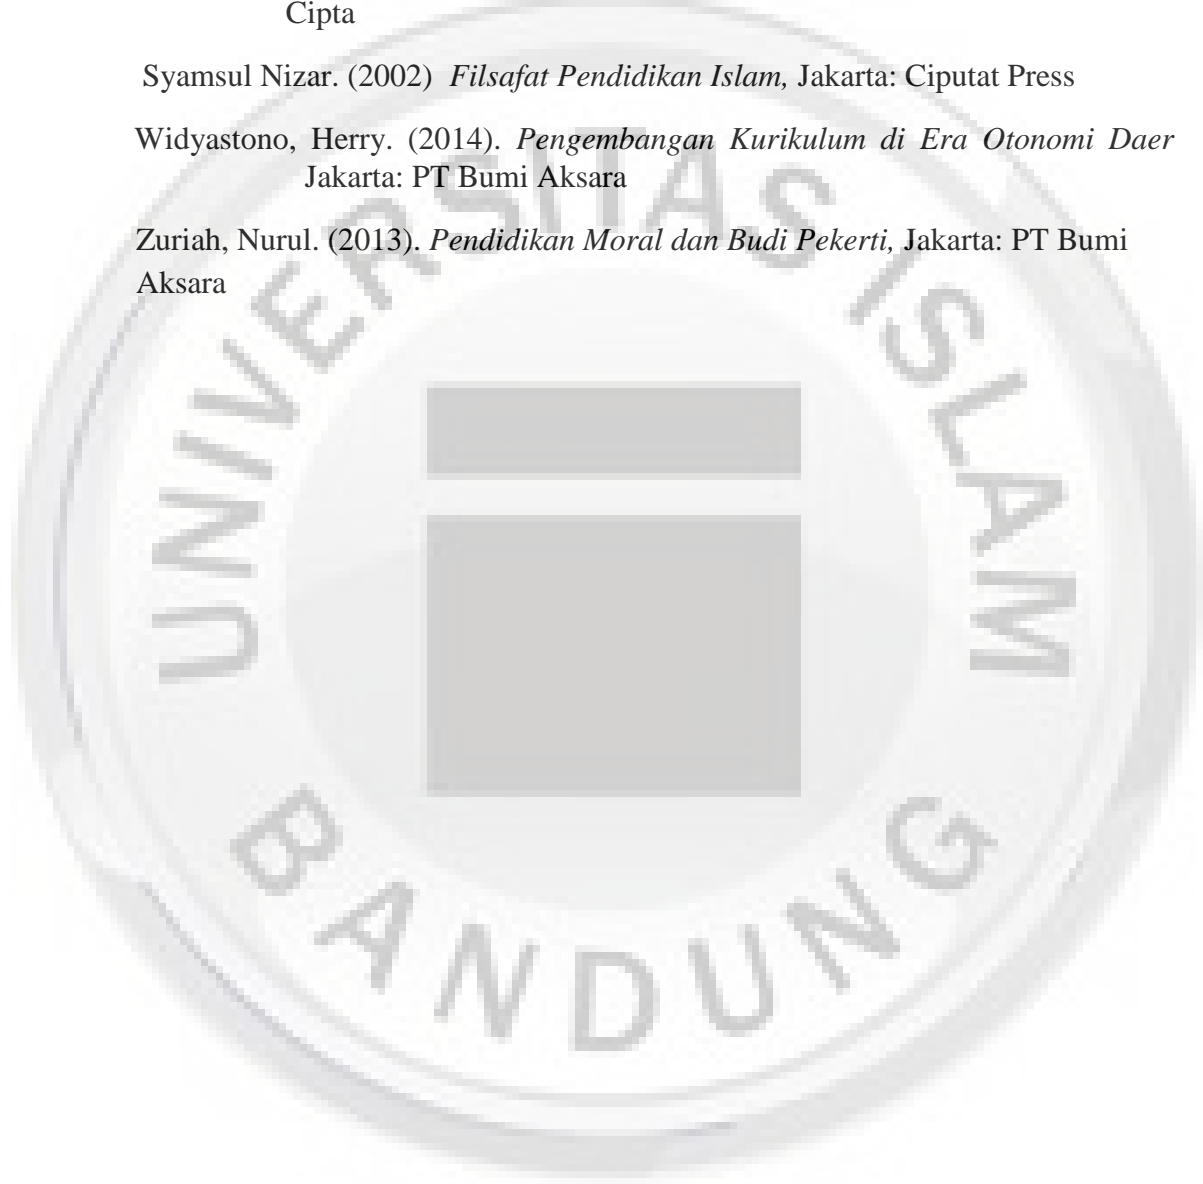 Cipta
Syamsul Nizar. (2002) Filsafat Pendidikan Islam, Jakarta: Ciputat Press
Widyastono, Herry. (2014). Pengembangan Kurikulum di Era Otonomi Daer
Jakarta: PT Bumi Aksara
Zuriah, Nurul. (2013). Pendidikan Moral dan Budi Pekerti, Jakarta: PT Bumi
Aksara
UNIVERSITAS ISLAM
BANDUNG